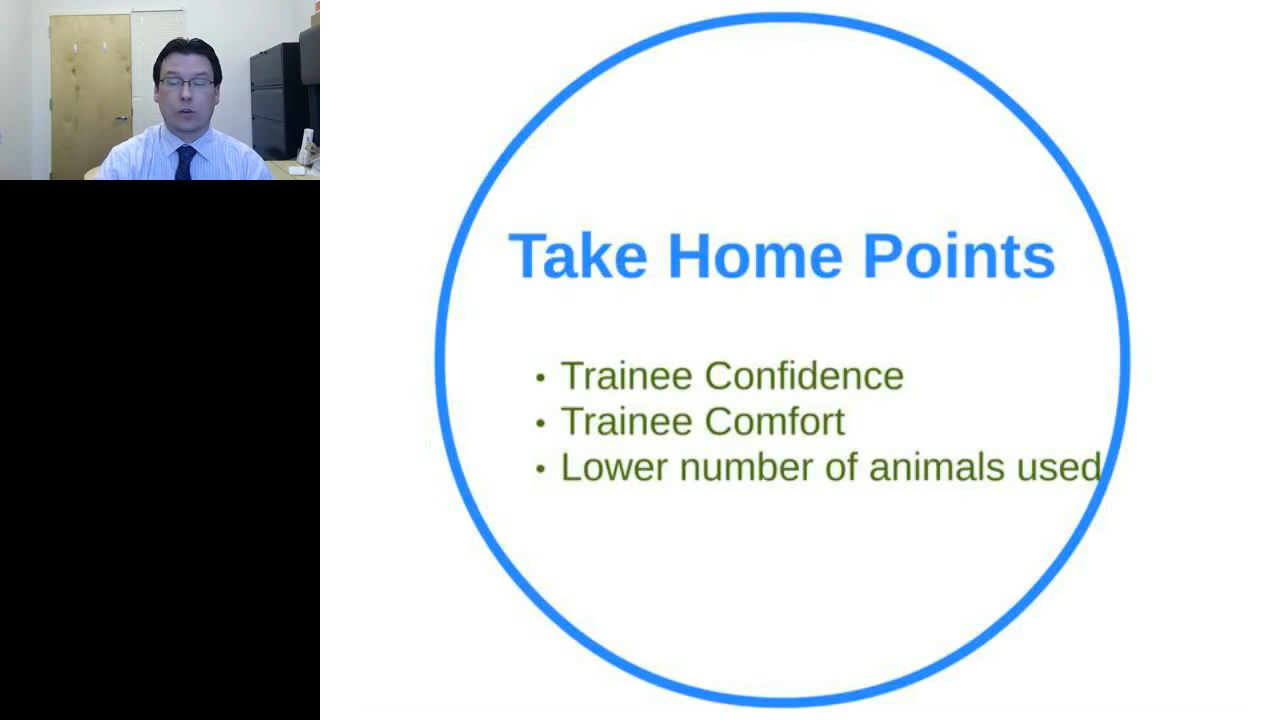 Take Home Points
• Trainee Confidence
• Trainee Comfort
• Lower number of animals used